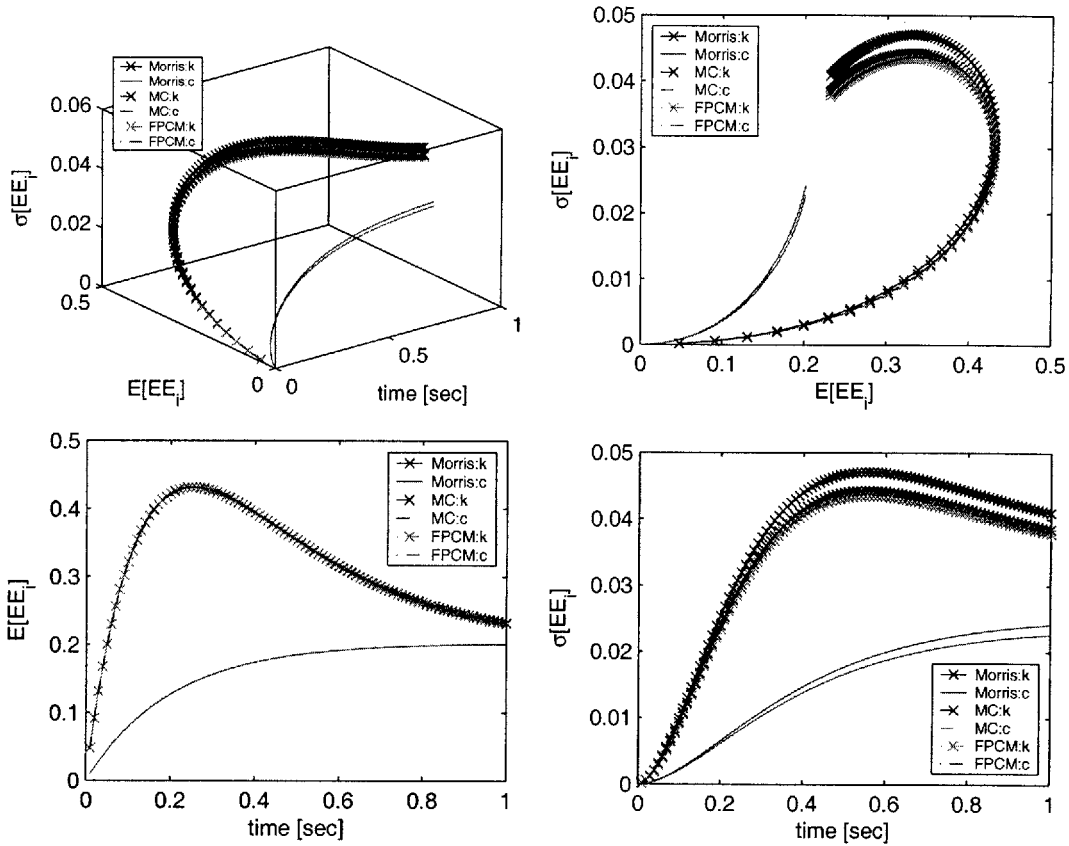 Morris:k
Morris:c
MC:k
MC:c
FPCM:k
FPCM:c
0.06
0.04
0.02
0
0.5
σ[EE_i]
E[EE_i]
0
0
0.5
1
time [sec]
0.05
0.04
0.03
0.02
0.01
0
σ[EE_i]
Morris:k
Morris:c
MC:k
MC:c
FPCM:k
FPCM:c
0
0.1
0.2
0.3
0.4
0.5
E[EE_i]
0.5
0.4
0.3
0.2
0.1
0
E[EE_i]
Morris:k
Morris:c
MC:k
MC:c
FPCM:k
FPCM:c
0
0.2
0.4
0.6
0.8
1
time [sec]
0.05
0.04
0.03
0.02
0.01
0
σ[EE_i]
Morris:k
Morris:c
MC:k
MC:c
FPCM:k
FPCM:c
0
0.2
0.4
0.6
0.8
1
time [sec]